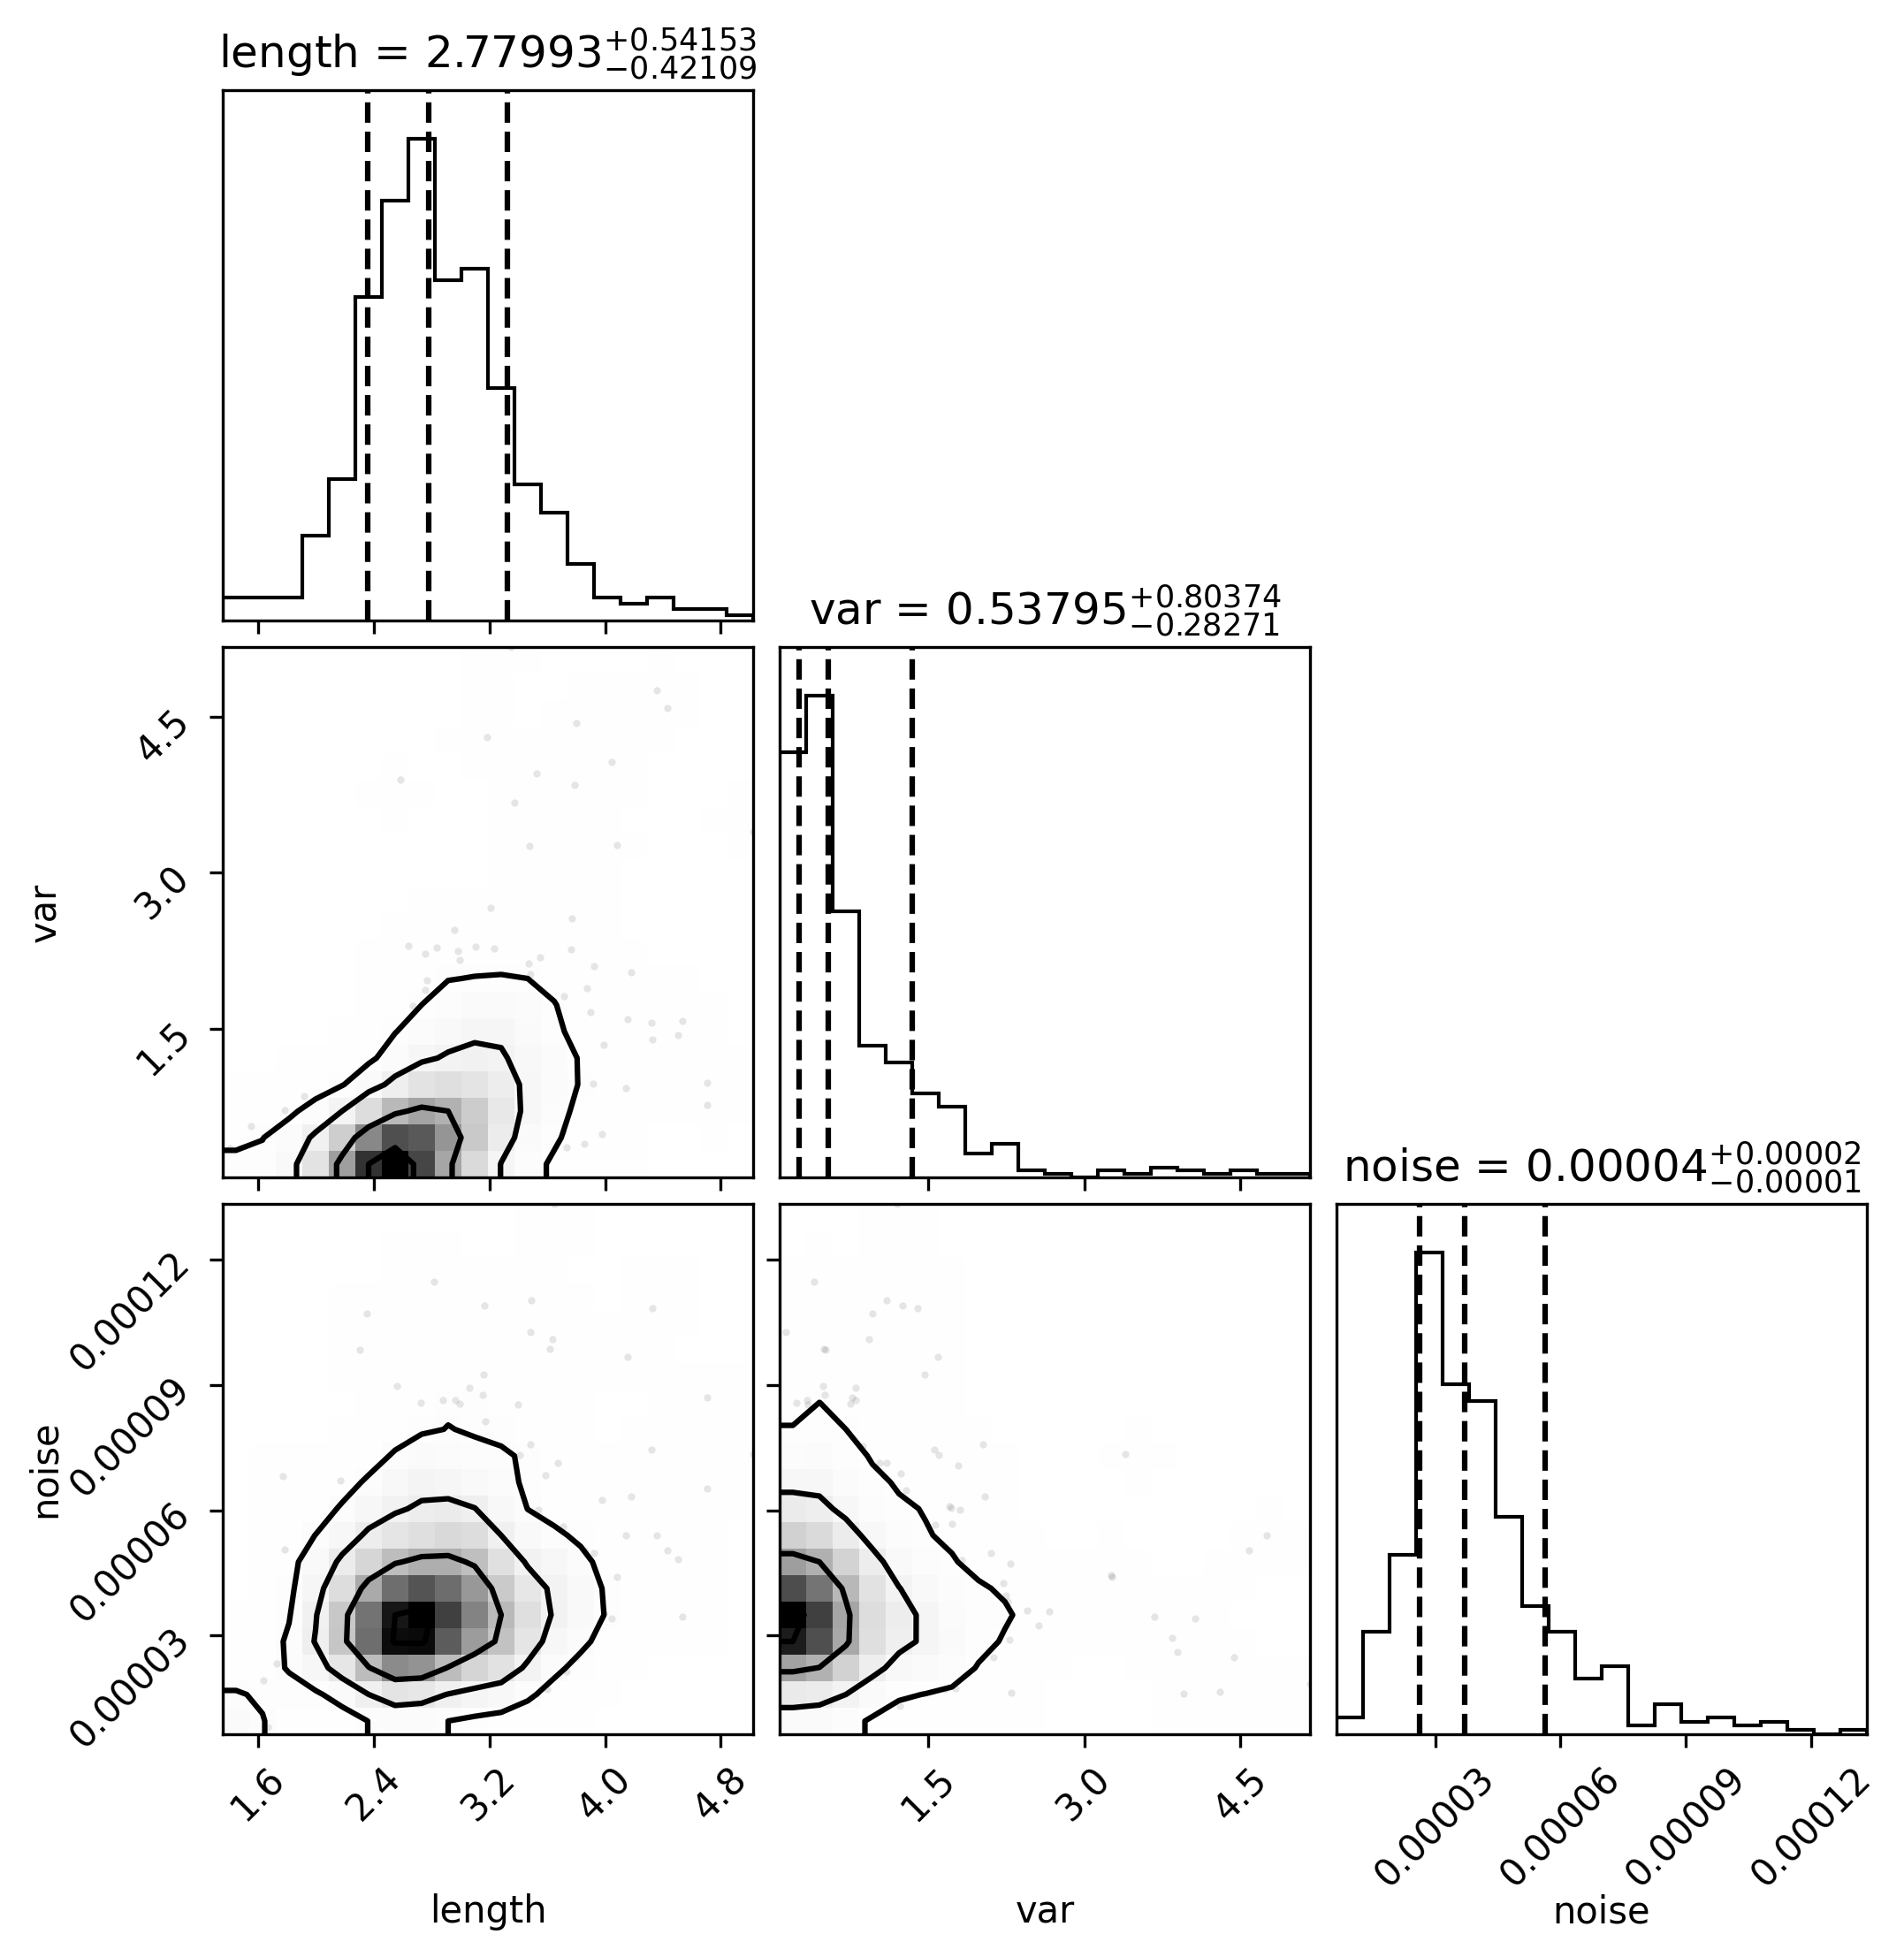 length = 2.77993 +0.54153 −0.42109
var = 0.53795 +0.80374 −0.28271
4.5
3.0
1.5
var
noise = 0.00004 +0.00002 −0.00001
0.00012
0.00009
0.00006
0.00003
noise
1.6 2.4 3.2 4.0 4.8
1.5 3.0 4.5
0.00003 0.00006 0.00009 0.00012
length
var
noise